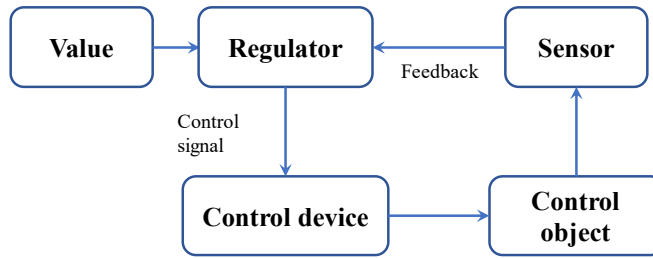 Value
Regulator
Sensor
Feedback
Control
signal
Control device
Control
object